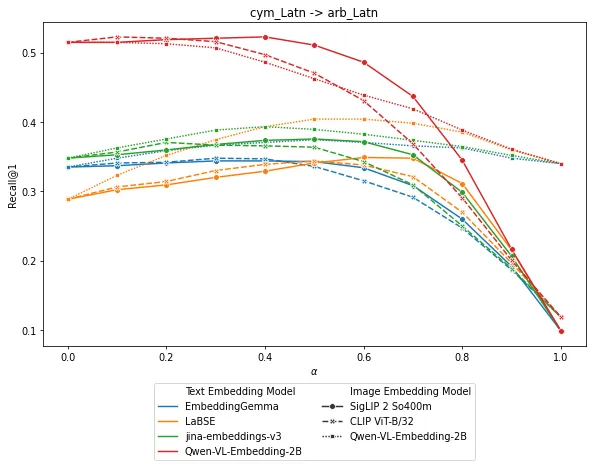 cym_Latn -> arb_Latn
Recall@1
0.5
0.4
0.3
0.2
0.1
0.0 0.2 0.4 0.6 0.8 1.0
α
Text Embedding Model Image Embedding Model
EmbeddingGemma SigLIP 2 So400m
LaBSE CLIP ViT-B/32
jina-embeddings-v3 Qwen-VL-Embedding-2B
Qwen-VL-Embedding-2B